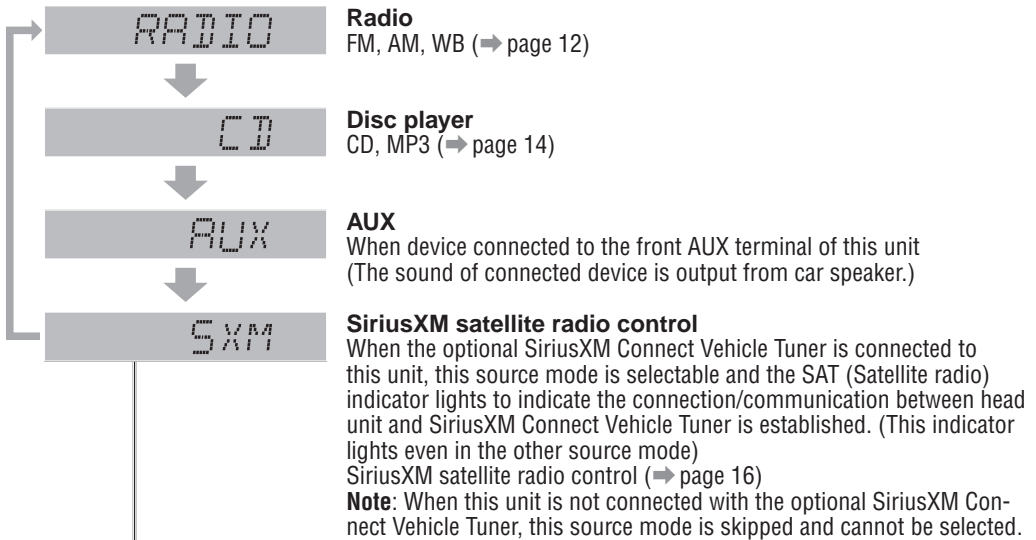 RADIO
Radio
FM, AM, WB (➡ page 12)
CD
Disc player
CD, MP3 (➡ page 14)
AUX
AUX
When device connected to the front AUX terminal of this unit
(The sound of connected device is output from car speaker.)
SXM
SiriusXM satellite radio control
When the optional SiriusXM Connect Vehicle Tuner is connected to
this unit, this source mode is selectable and the SAT (Satellite radio)
indicator lights to indicate the connection/communication between head
unit and SiriusXM Connect Vehicle Tuner is established. (This indicator
lights even in the other source mode)
SiriusXM satellite radio control (➡ page 16)
Note: When this unit is not connected with the optional SiriusXM Con-
nect Vehicle Tuner, this source mode is skipped and cannot be selected.